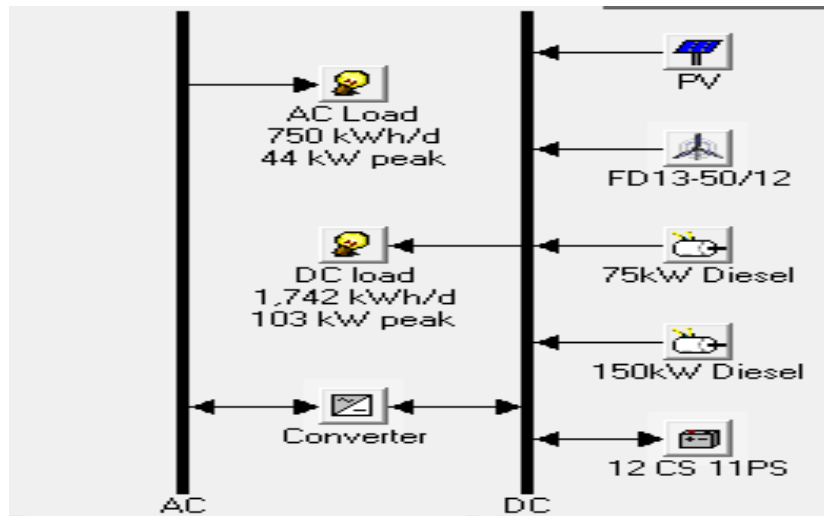 PV
AC Load
750 kWh/d
44 kW peak
FD13-50/12
DC load
1,742 kWh/d
103 kW peak
75kW Diesel
150kW Diesel
Converter
12 CS 11PS
AC
DC